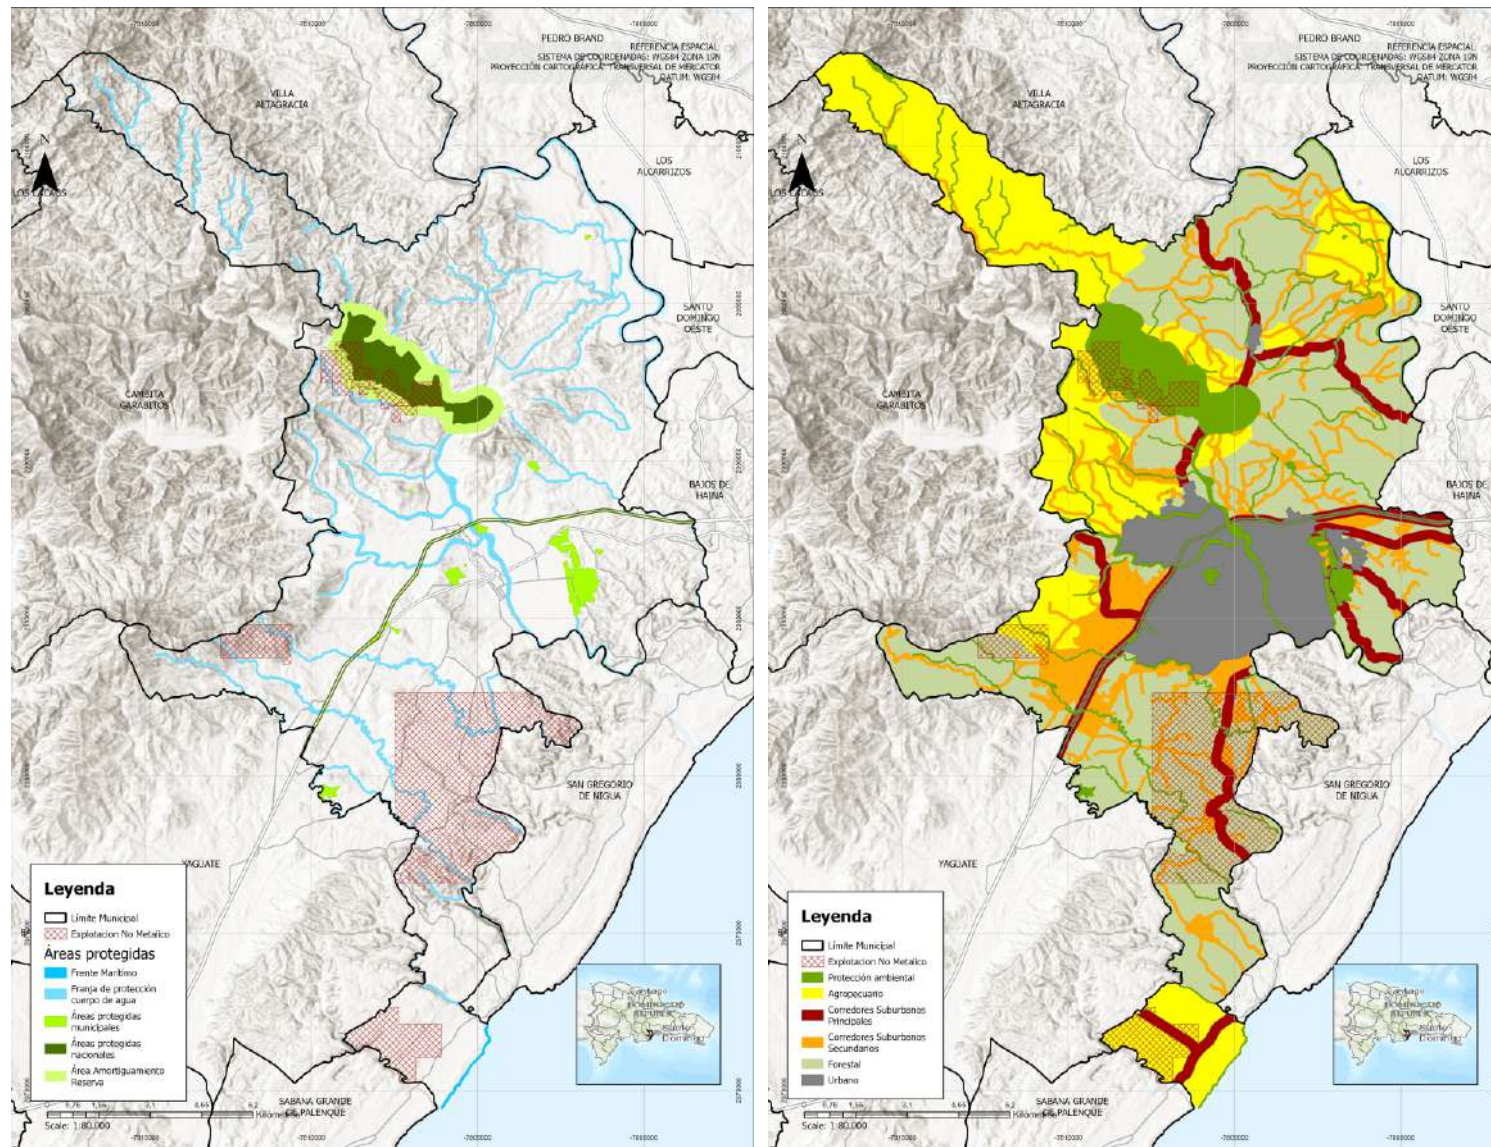 PEDRO BRAND
REFERENCIA ESPACIAL:
SISTEMA DE COORDENADAS: WGS84 ZONA 19N
PROYECCIÓN CARTOGRÁFICA: TRANSVERSAL DE MERCATOR
DATUM: WGS84
VILLA
ALTAGRACIA
N
LOS
ALCARRIZOS
LOS CACAOS
SANTO
DOMINGO
OESTE
CAMBITA
GARABITOS
BAJOS DE
HAINA
SAN GREGORIO
DE NIGUA
YAGUATE
Leyenda
Límite Municipal
Explotacion No Metalico
Áreas protegidas
Frente Marítimo
Franja de protección
cuerpo de agua
Áreas protegidas
municipales
Áreas protegidas
nacionales
Área Amortiguamiento
Reserva
SABANA GRANDE
DE PALENQUE
Scale: 1:80.000
PEDRO BRAND
REFERENCIA ESPACIAL:
SISTEMA DE COORDENADAS: WGS84 ZONA 19N
PROYECCIÓN CARTOGRÁFICA: TRANSVERSAL DE MERCATOR
DATUM: WGS84
VILLA
ALTAGRACIA
N
LOS
ALCARRIZOS
LOS CACAOS
SANTO
DOMINGO
OESTE
CAMBITA
GARABITOS
BAJOS DE
HAINA
SAN GREGORIO
DE NIGUA
YAGUATE
Leyenda
Límite Municipal
Explotacion No Metalico
Protección ambiental
Agropecuario
Corredores Suburbanos
Principales
Corredores Suburbanos
Secundarios
Forestal
Urbano
SABANA GRANDE
DE PALENQUE
Scale: 1:80.000